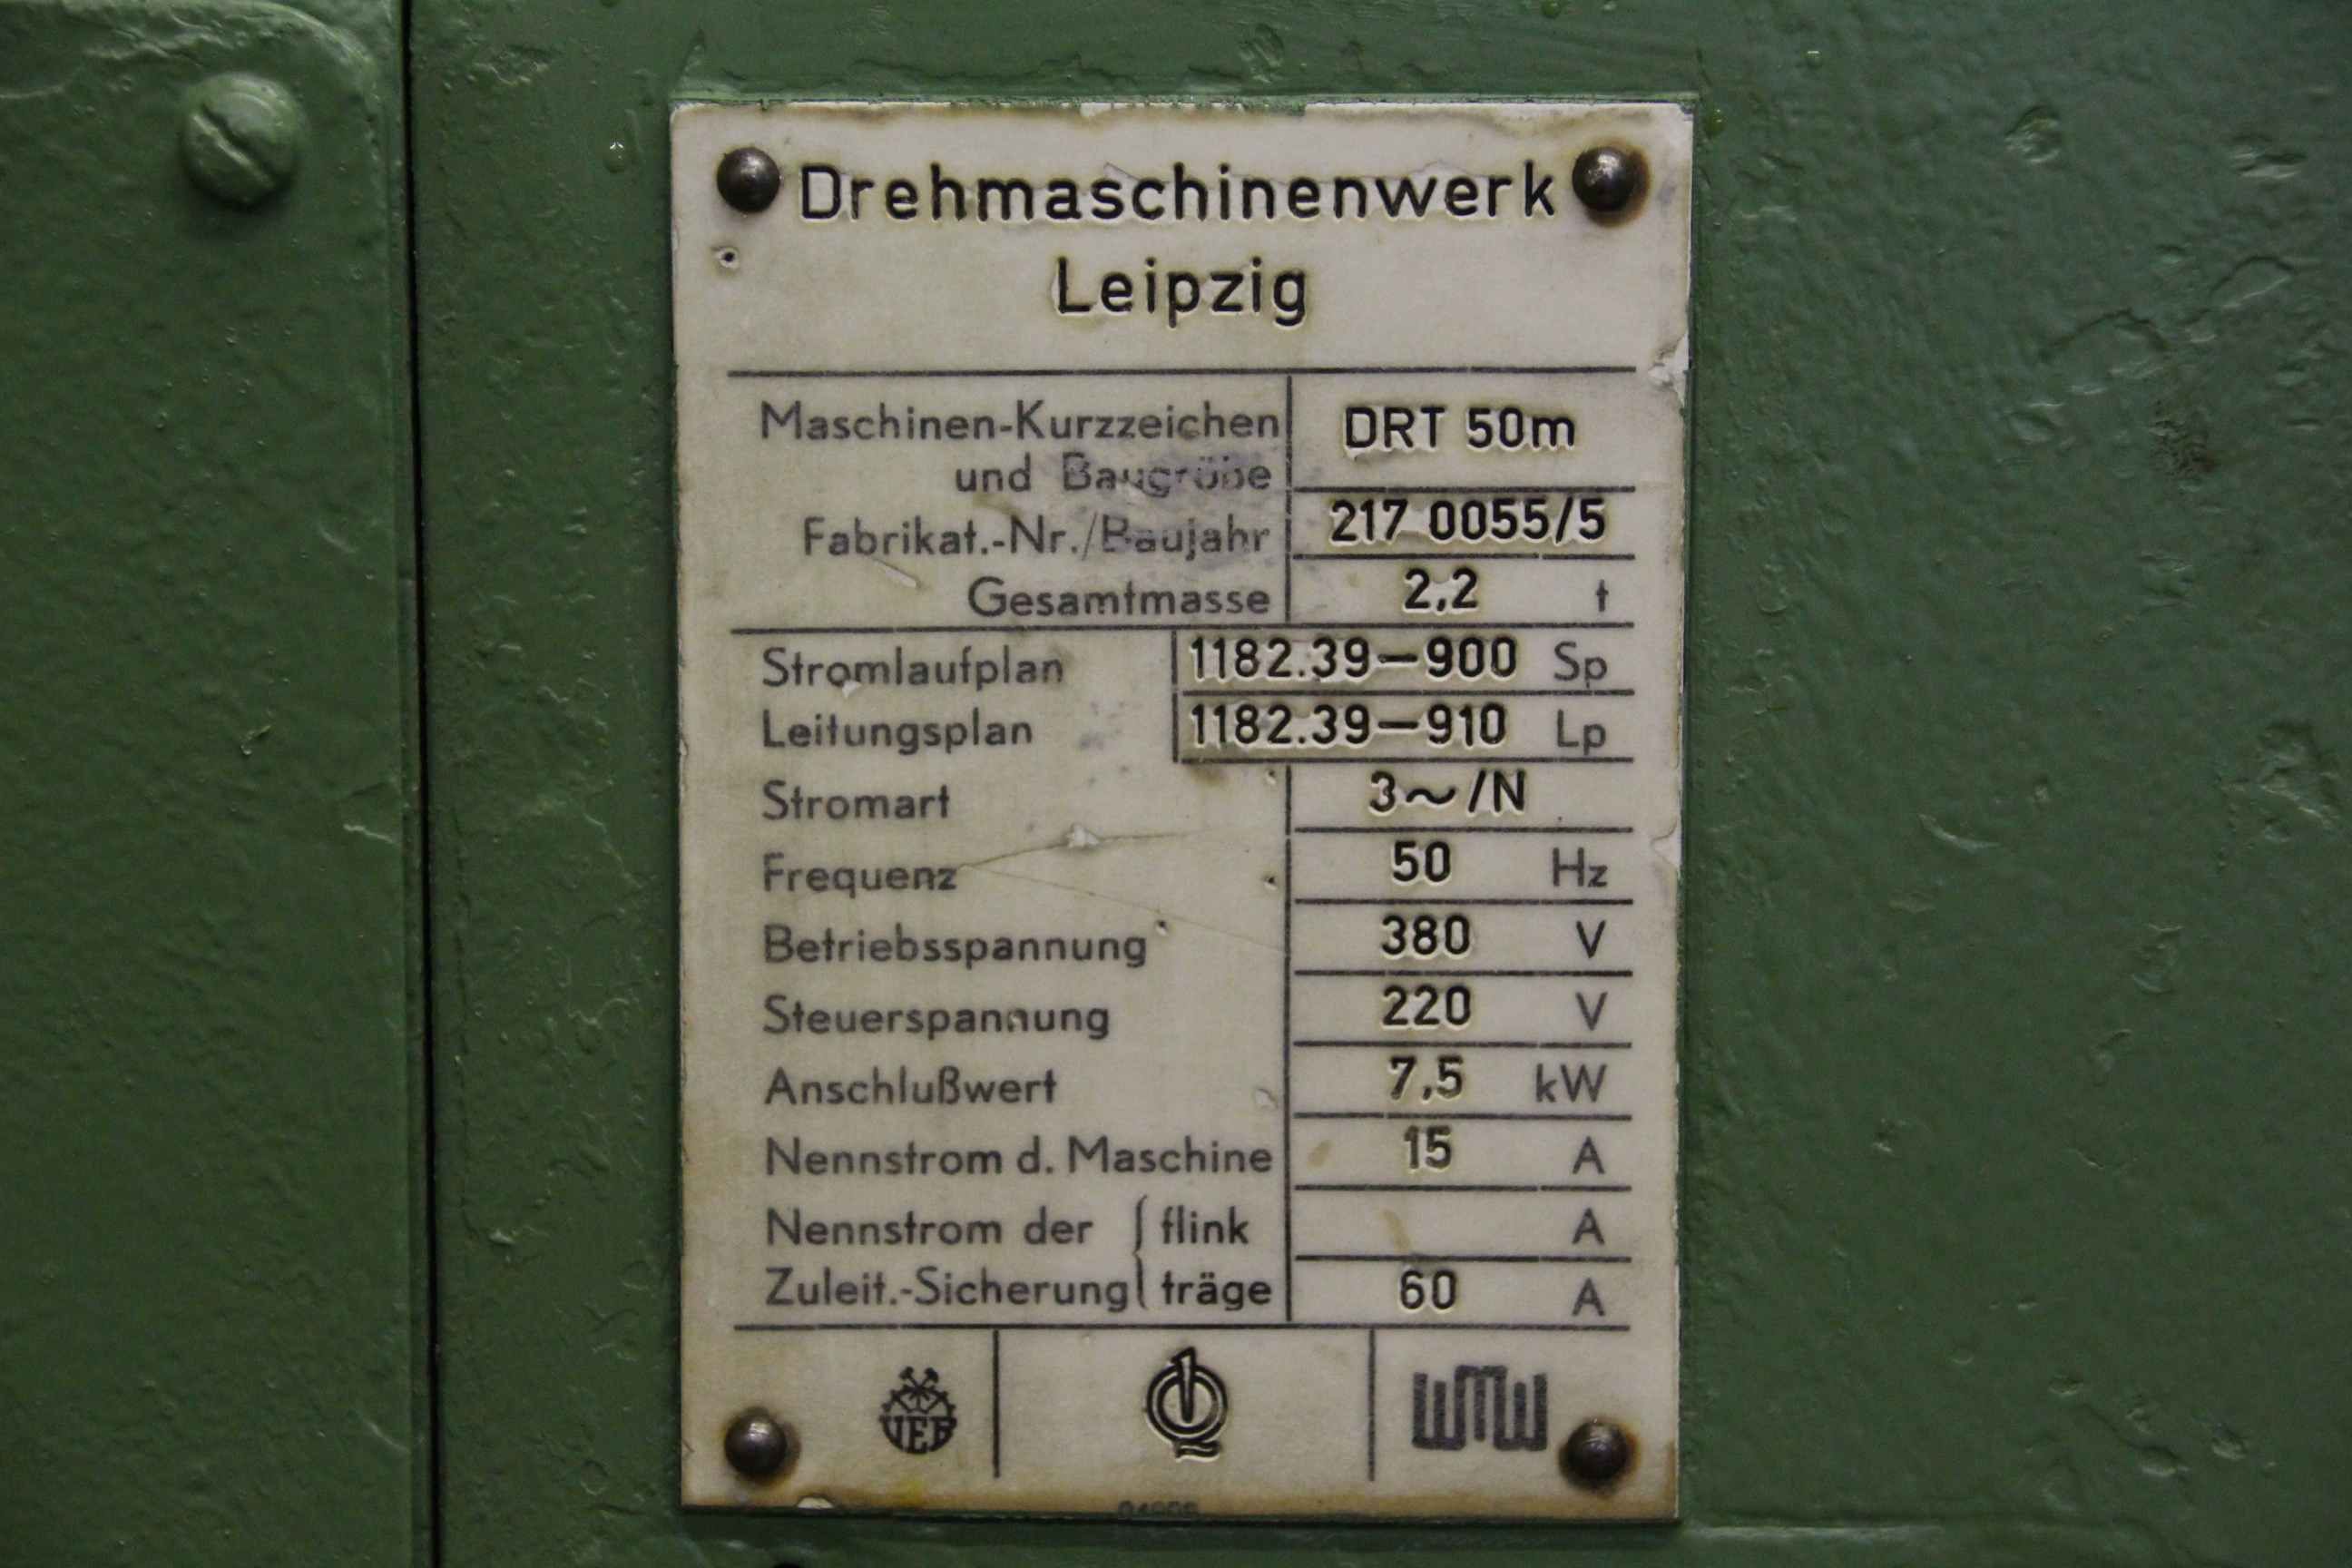 Drehmaschinenwerk
Leipzig
Maschinen-Kurzzeichen DRT 50m
und Baugröße
Fabrikat.-Nr./Baujahr 217 0055/5
Gesamtmasse 2,2 t
Stromlaufplan 1182.39—900 Sp
Leitungsplan 1182.39—910 Lp
Stromart 3~/N
Frequenz 50 Hz
Betriebsspannung 380 V
Steuerspannung 220 V
Anschlußwert 7,5 kW
Nennstrom d. Maschine 15 A
Nennstrom der flink A
Zuleit.-Sicherung träge 60 A
VEB Q1 WMW